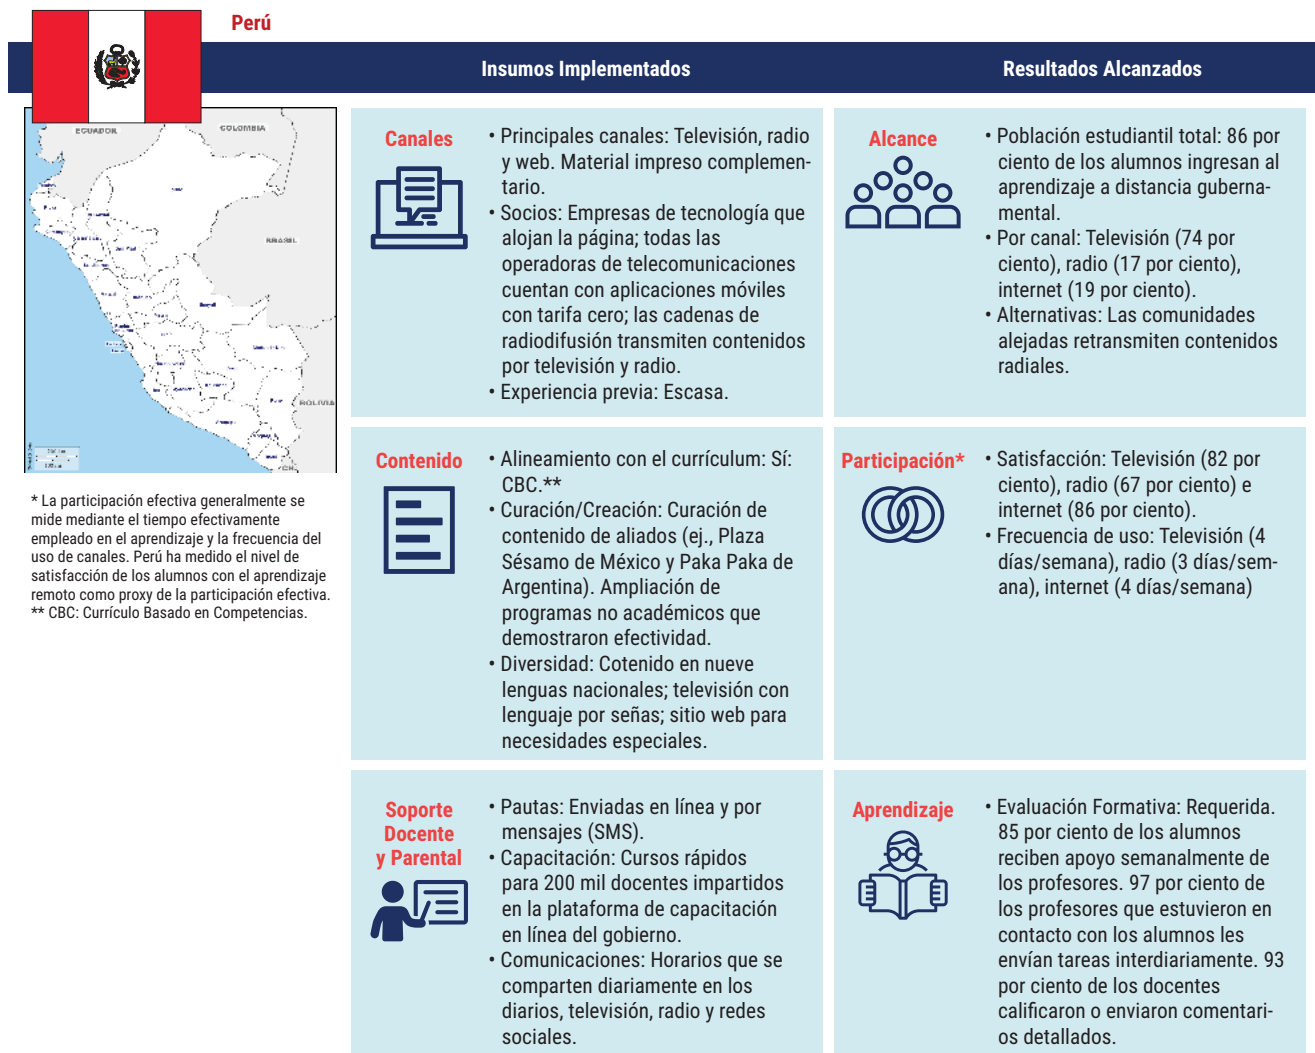 Perú
Insumos Implementados
Resultados Alcanzados
ECUADOR
COLOMBIA
BRASIL
BOLIVIA
* La participación efectiva generalmente se
mide mediante el tiempo efectivamente
empleado en el aprendizaje y la frecuencia del
uso de canales. Perú ha medido el nivel de
satisfacción de los alumnos con el aprendizaje
remoto como proxy de la participación efectiva.
** CBC: Currículo Basado en Competencias.
Canales
• Principales canales: Televisión, radio
y web. Material impreso complemen-
tario.
• Socios: Empresas de tecnología que
alojan la página; todas las
operadoras de telecomunicaciones
cuentan con aplicaciones móviles
con tarifa cero; las cadenas de
radiodifusión transmiten contenidos
por televisión y radio.
• Experiencia previa: Escasa.
Alcance
• Población estudiantil total: 86 por
ciento de los alumnos ingresan al
aprendizaje a distancia guberna-
mental.
• Por canal: Televisión (74 por
ciento), radio (17 por ciento),
internet (19 por ciento).
• Alternativas: Las comunidades
alejadas retransmiten contenidos
radiales.
Contenido
• Alineamiento con el currículum: Sí:
CBC.**
• Curación/Creación: Curación de
contenido de aliados (ej., Plaza
Sésamo de México y Paka Paka de
Argentina). Ampliación de
programas no académicos que
demostraron efectividad.
• Diversidad: Cotenido en nueve
lenguas nacionales; televisión con
lenguaje por señas; sitio web para
necesidades especiales.
Participación*
• Satisfacción: Televisión (82 por
ciento), radio (67 por ciento) e
internet (86 por ciento).
• Frecuencia de uso: Televisión (4
días/semana), radio (3 días/sem-
ana), internet (4 días/semana)
Soporte
Docente
y Parental
• Pautas: Enviadas en línea y por
mensajes (SMS).
• Capacitación: Cursos rápidos
para 200 mil docentes impartidos
en la plataforma de capacitación
en línea del gobierno.
• Comunicaciones: Horarios que se
comparten diariamente en los
diarios, televisión, radio y redes
sociales.
Aprendizaje
• Evaluación Formativa: Requerida.
85 por ciento de los alumnos
reciben apoyo semanalmente de
los profesores. 97 por ciento de
los profesores que estuvieron en
contacto con los alumnos les
envían tareas interdiariamente. 93
por ciento de los docentes
calificaron o enviaron comentari-
os detallados.